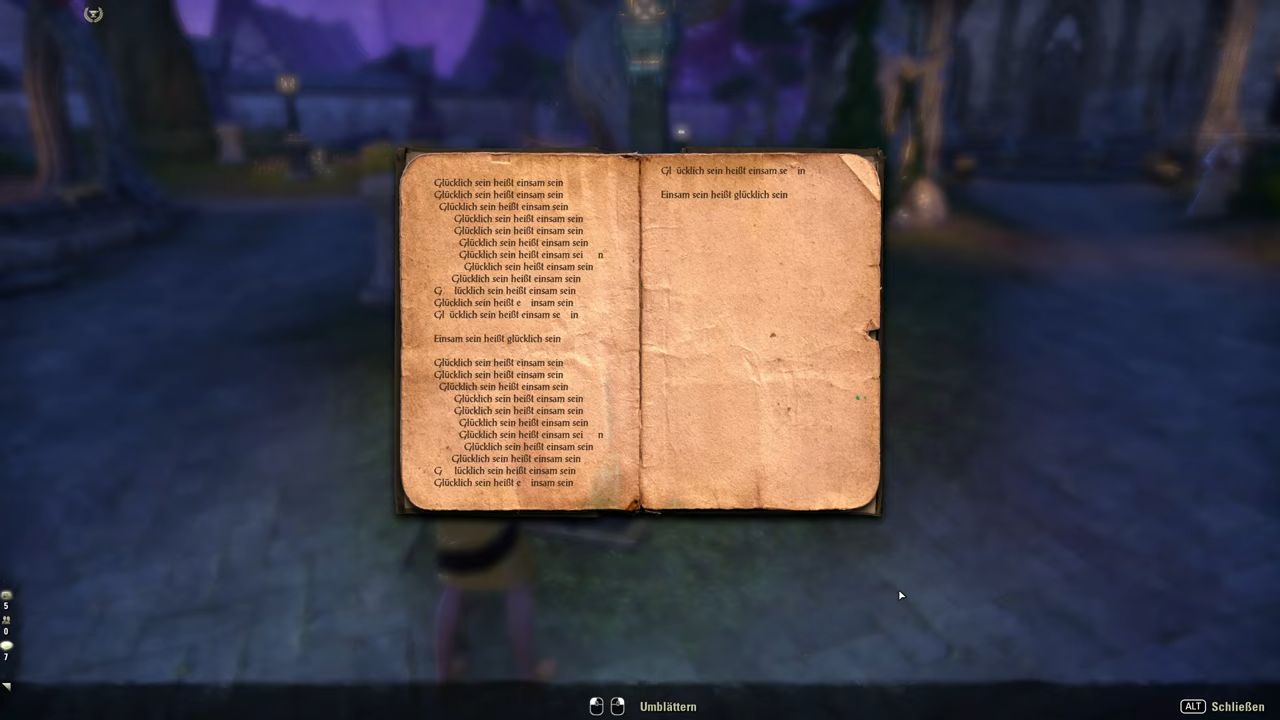 Glücklich sein heißt einsam sein
Glücklich sein heißt einsam sein
Glücklich sein heißt einsam sein
Glücklich sein heißt einsam sein
Glücklich sein heißt einsam sein
Glücklich sein heißt einsam sein
Glücklich sein heißt einsam sei n
Glücklich sein heißt einsam sein
Glücklich sein heißt einsam sein
G lücklich sein heißt einsam sein
Glücklich sein heißt e insam sein
Gl ücklich sein heißt einsam se in
Einsam sein heißt glücklich sein
Glücklich sein heißt einsam sein
Glücklich sein heißt einsam sein
Glücklich sein heißt einsam sein
Glücklich sein heißt einsam sein
Glücklich sein heißt einsam sein
Glücklich sein heißt einsam sein
Glücklich sein heißt einsam sei n
Glücklich sein heißt einsam sein
Glücklich sein heißt einsam sein
G lücklich sein heißt einsam sein
Glücklich sein heißt e insam sein
Gl ücklich sein heißt einsam se in
Einsam sein heißt glücklich sein
5
0
7
Umblättern
ALT Schließen